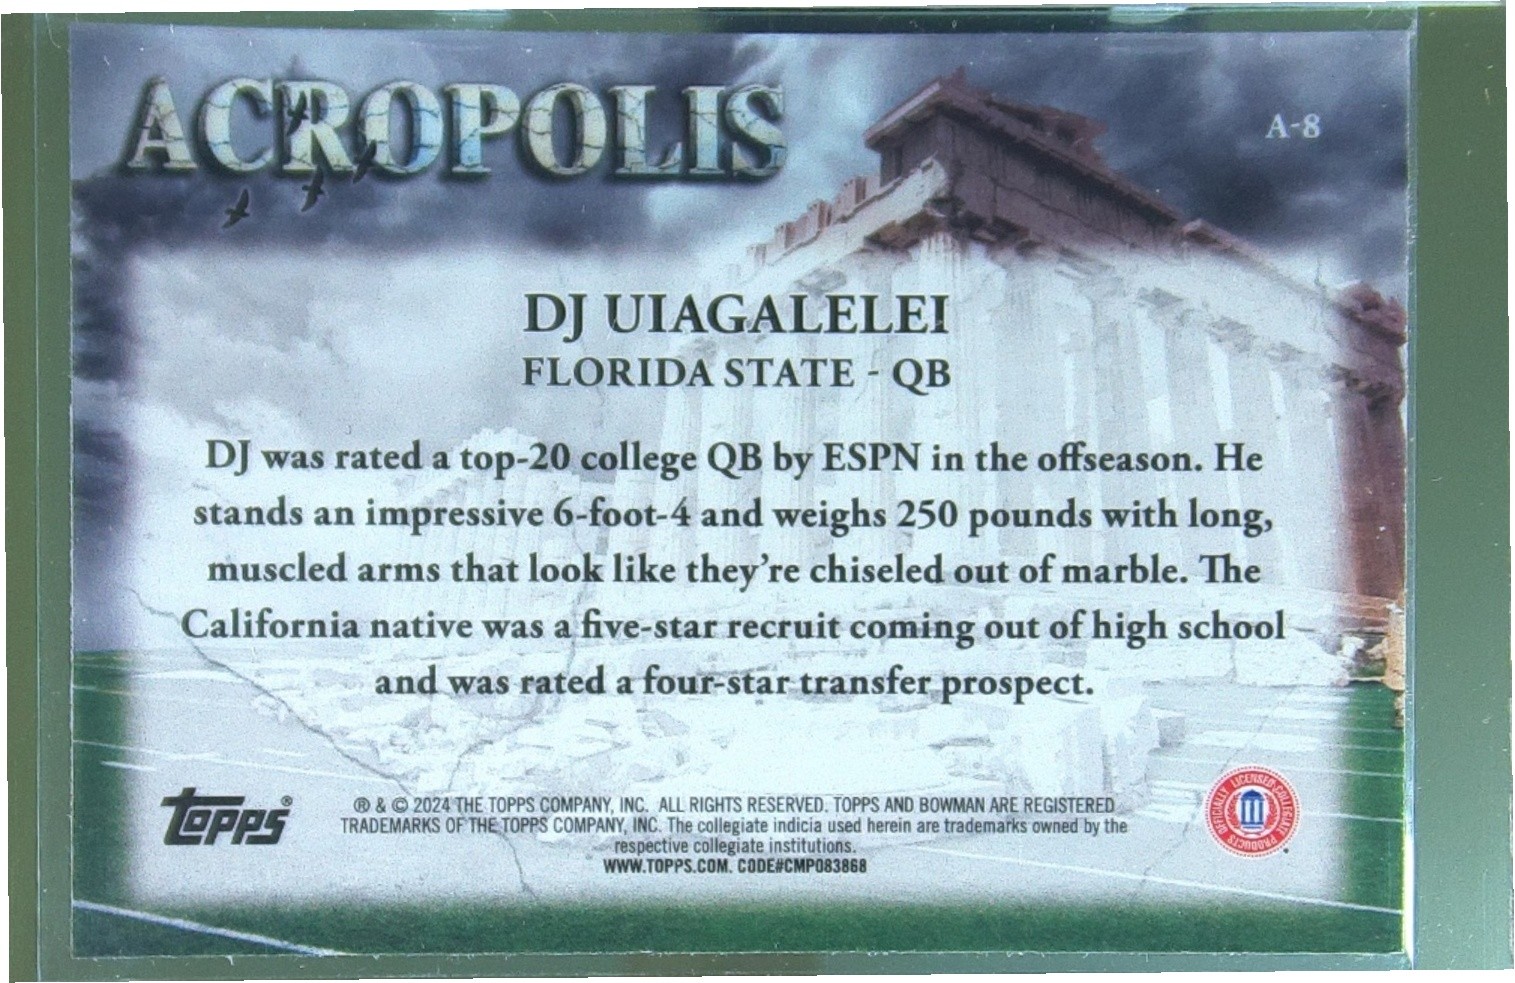 ACROPOLIS
A-8
DJ UIAGALELEI
FLORIDA STATE - QB
DJ was rated a top-20 college QB by ESPN in the offseason. He
stands an impressive 6-foot-4 and weighs 250 pounds with long,
muscled arms that look like they're chiseled out of marble. The
California native was a five-star recruit coming out of high school
and was rated a four-star transfer prospect.
topps®
® & © 2024 THE TOPPS COMPANY, INC. ALL RIGHTS RESERVED. TOPPS AND BOWMAN ARE REGISTERED
TRADEMARKS OF THE TOPPS COMPANY, INC. The collegiate indicia used herein are trademarks owned by the
respective collegiate institutions.
WWW.TOPPS.COM. CODE#CMP083868
OFFICIALLY LICENSED COLLEGIATE PRODUCTS